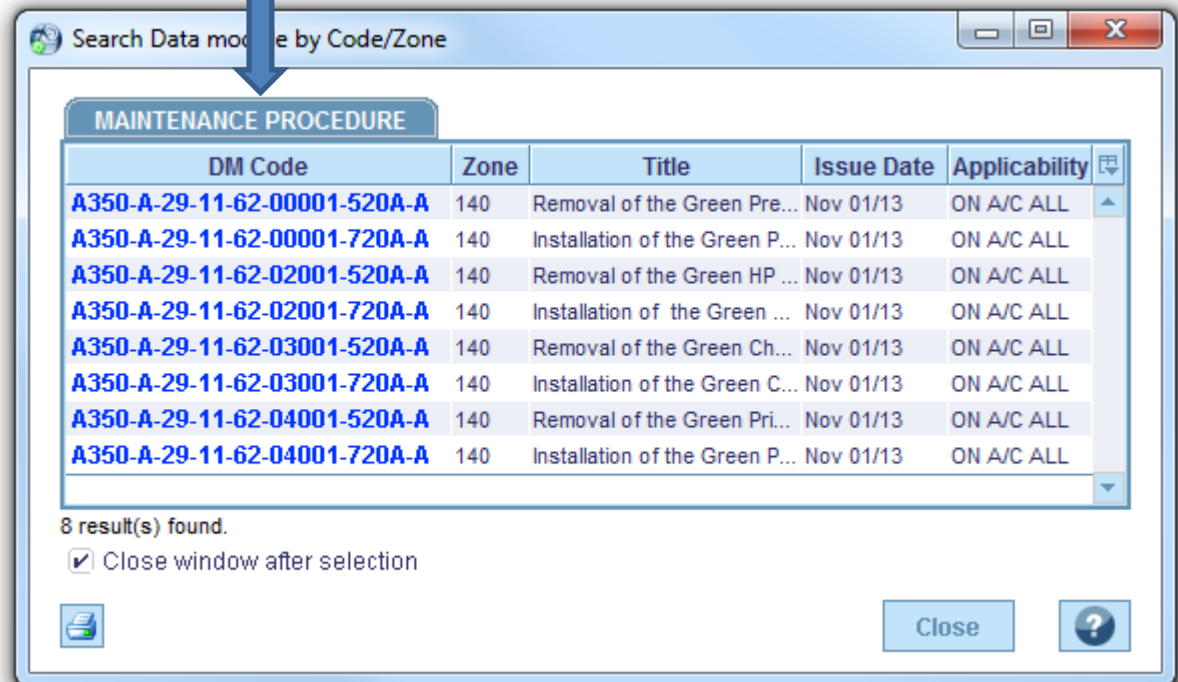 Search Data mo e by Code/Zone
MAINTENANCE PROCEDURE
DM Code Zone Title Issue Date Applicability
A350-A-29-11-62-00001-520A-A 140 Removal of the Green Pre... Nov 01/13 ON A/C ALL
A350-A-29-11-62-00001-720A-A 140 Installation of the Green P... Nov 01/13 ON A/C ALL
A350-A-29-11-62-02001-520A-A 140 Removal of the Green HP ... Nov 01/13 ON A/C ALL
A350-A-29-11-62-02001-720A-A 140 Installation of the Green ... Nov 01/13 ON A/C ALL
A350-A-29-11-62-03001-520A-A 140 Removal of the Green Ch... Nov 01/13 ON A/C ALL
A350-A-29-11-62-03001-720A-A 140 Installation of the Green C... Nov 01/13 ON A/C ALL
A350-A-29-11-62-04001-520A-A 140 Removal of the Green Pri... Nov 01/13 ON A/C ALL
A350-A-29-11-62-04001-720A-A 140 Installation of the Green P... Nov 01/13 ON A/C ALL
8 result(s) found.
Close window after selection
Close ?